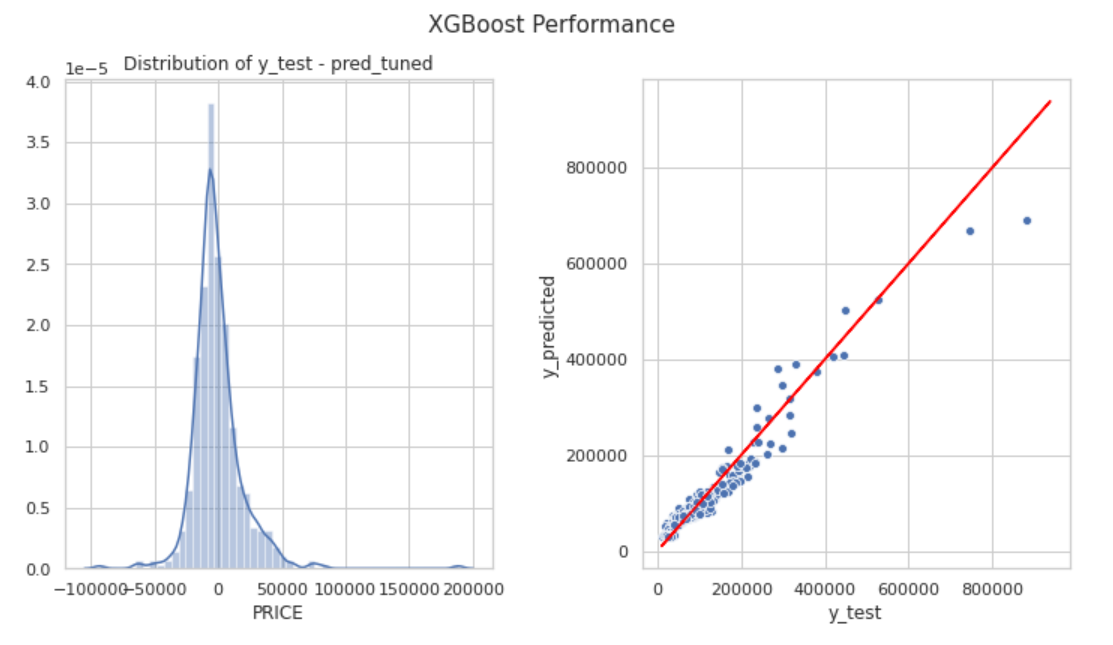 XGBoost Performance
1e−5 Distribution of y_test - pred_tuned
4.0
3.5
3.0
2.5
2.0
1.5
1.0
0.5
0.0
−100000 −50000 0 50000 100000 150000 200000
PRICE
y_predicted
800000
600000
400000
200000
0
0 200000 400000 600000 800000
y_test